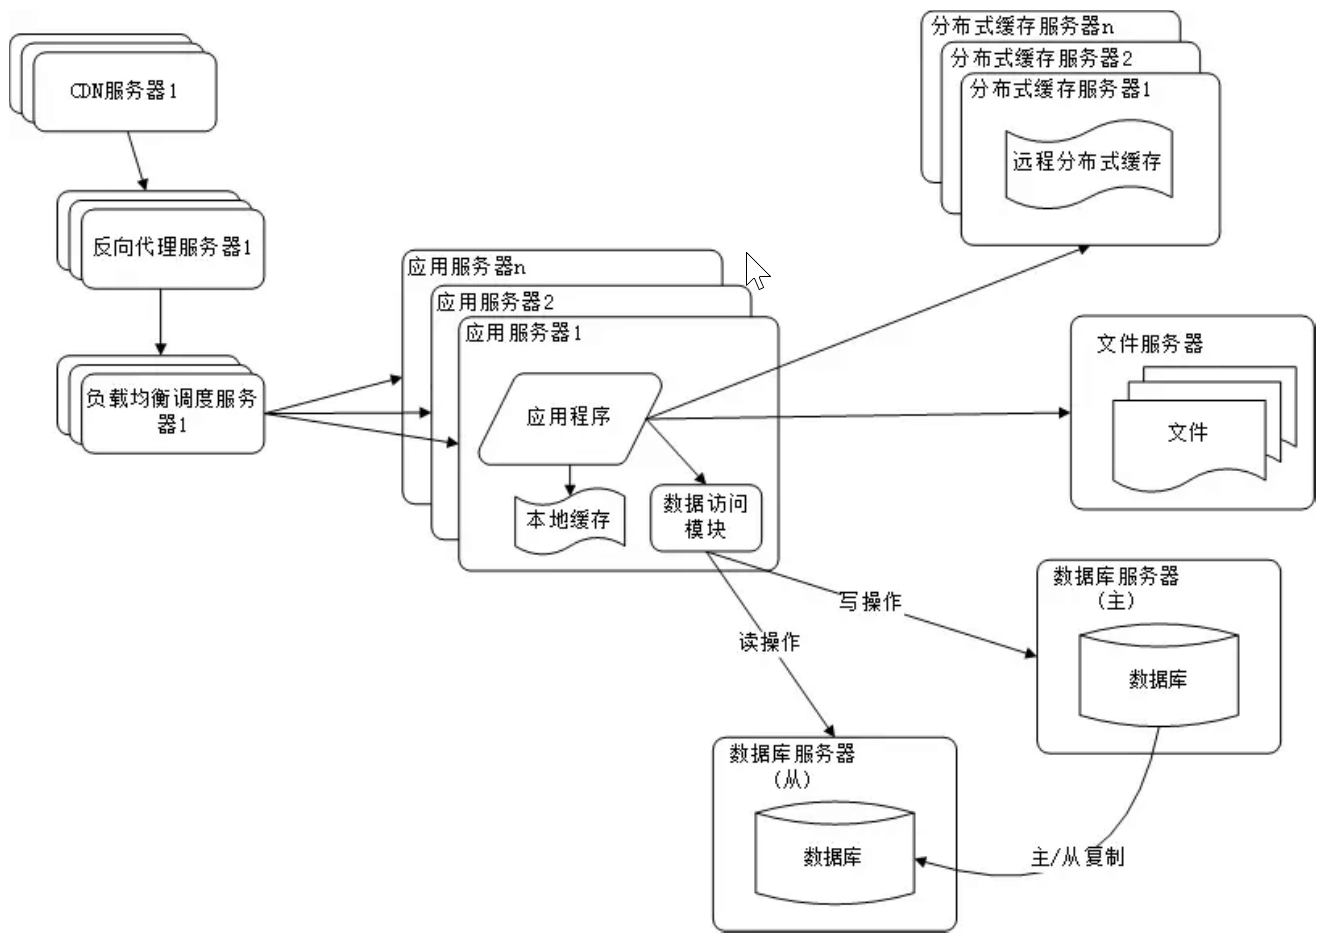 CDN服务器1
反向代理服务器1
负载均衡调度服务
器1
应用服务器n
应用服务器2
应用服务器1
应用程序
本地缓存
数据访问
模块
分布式缓存服务器n
分布式缓存服务器2
分布式缓存服务器1
远程分布式缓存
文件服务器
文件
写操作
读操作
数据库服务器
(主)
数据库
数据库服务器
(从)
数据库
主/从复制